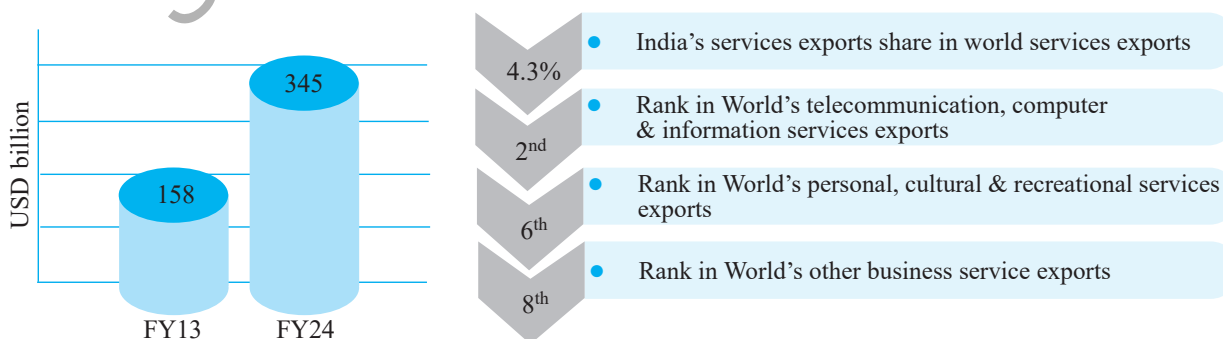 USD billion
345
158
FY13 FY24
4.3%
India’s services exports share in world services exports
2nd
Rank in World’s telecommunication, computer
& information services exports
6th
Rank in World’s personal, cultural & recreational services
exports
8th
Rank in World’s other business service exports